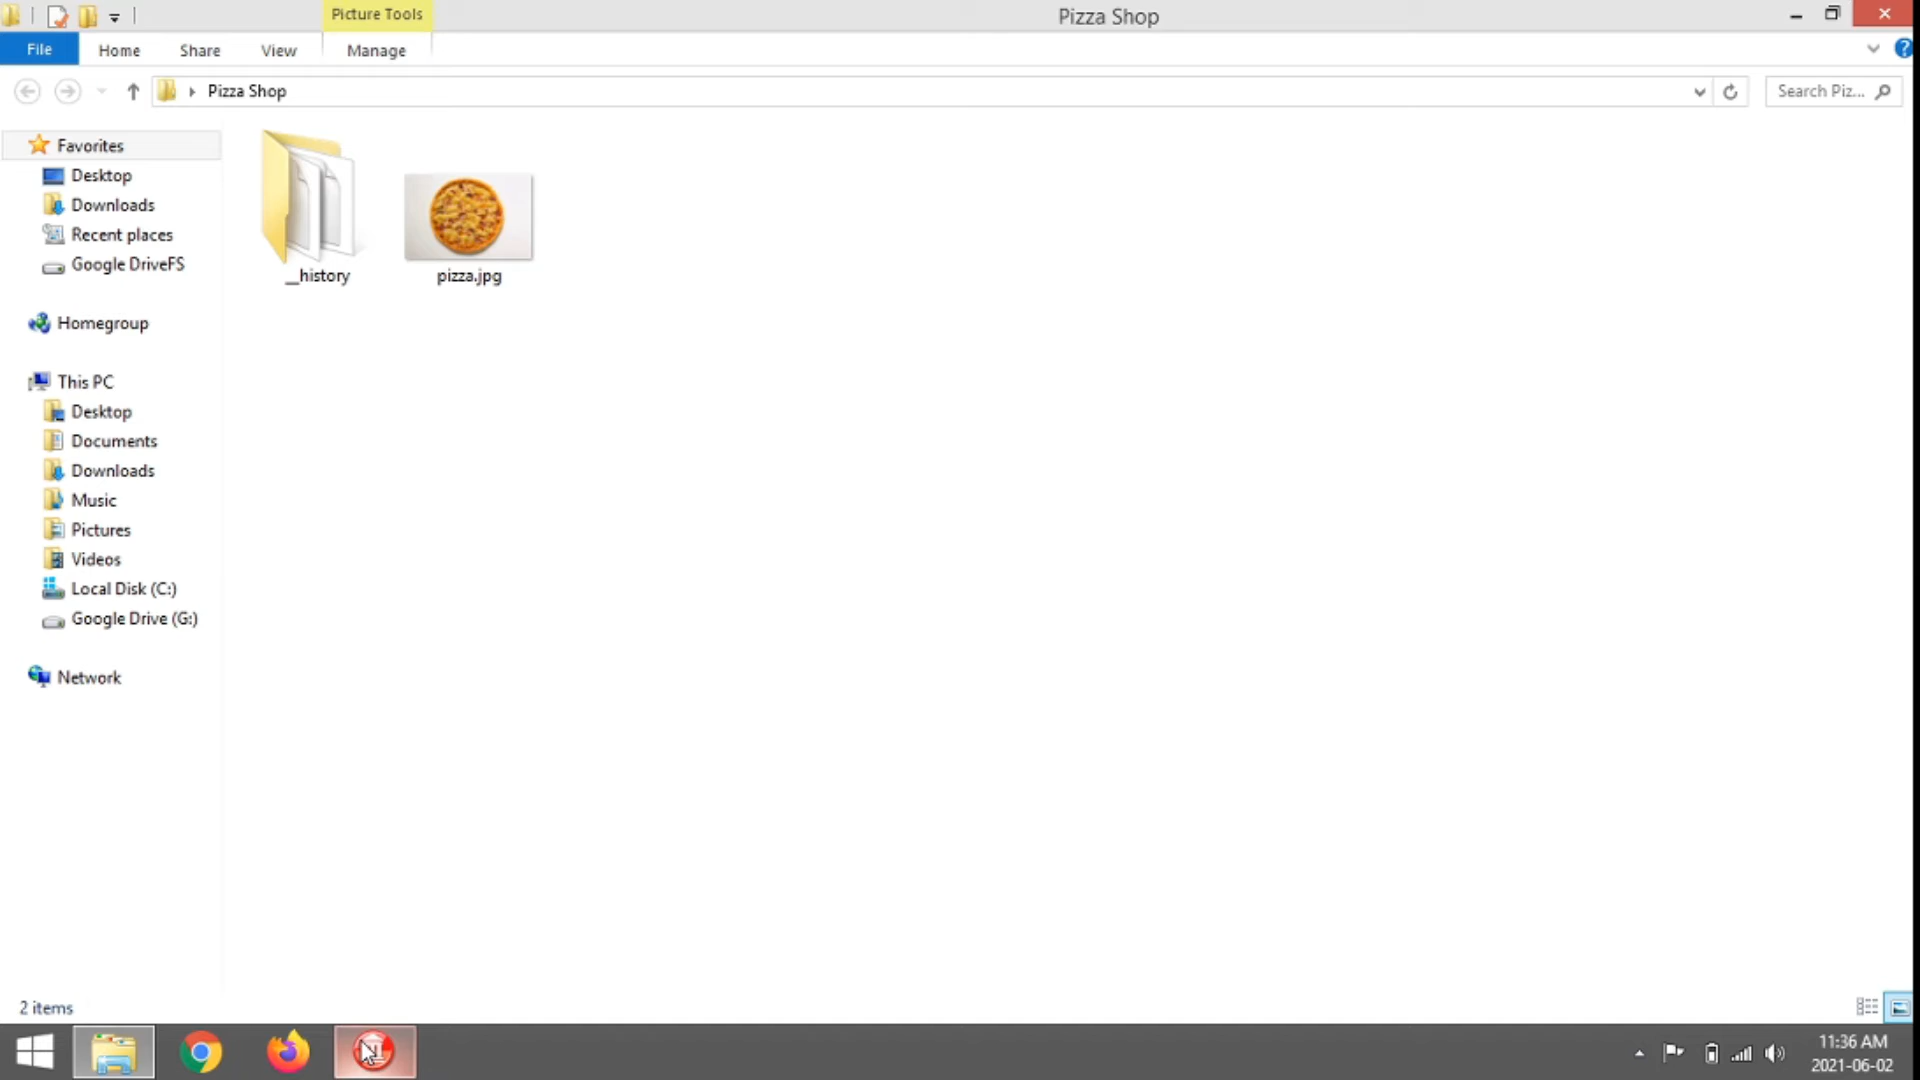 Picture Tools
Pizza Shop
File
Home
Share
View
Manage
Pizza Shop
Search Piz...
Favorites
Desktop
Downloads
Recent places
Google DriveFS
Homegroup
This PC
Desktop
Documents
Downloads
Music
Pictures
Videos
Local Disk (C:)
Google Drive (G:)
Network
__history
pizza.jpg
2 items
11:36 AM
2021-06-02